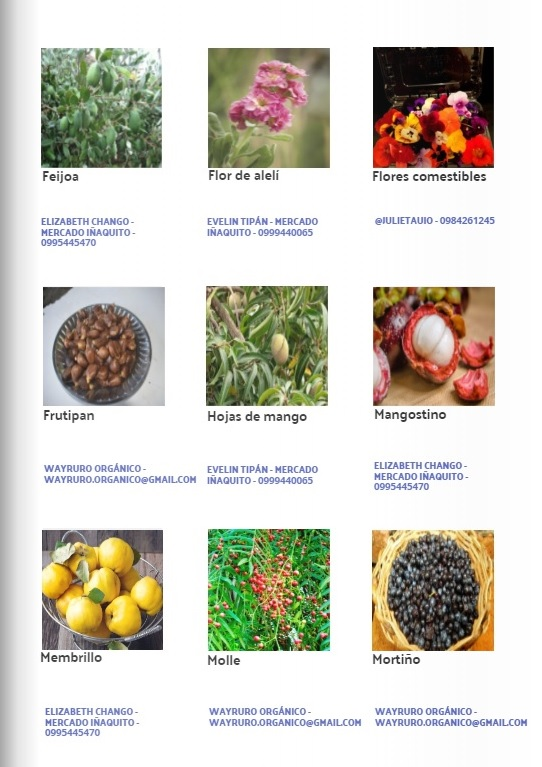 Feijoa
Flor de alelí
Flores comestibles
ELIZABETH CHANGO -
MERCADO IÑAQUITO -
0995445470
EVELIN TIPÁN - MERCADO
IÑAQUITO - 0999440065
@JULIETAUIO - 0984261245
Frutipan
Hojas de mango
Mangostino
WAYRURO ORGÁNICO -
WAYRURO.ORGANICO@GMAIL.COM
EVELIN TIPÁN - MERCADO
IÑAQUITO - 0999440065
ELIZABETH CHANGO -
MERCADO IÑAQUITO -
0995445470
Membrillo
Molle
Mortiño
ELIZABETH CHANGO -
MERCADO IÑAQUITO -
0995445470
WAYRURO ORGÁNICO -
WAYRURO.ORGANICO@GMAIL.COM
WAYRURO ORGÁNICO -
WAYRURO.ORGANICO@GMAIL.COM